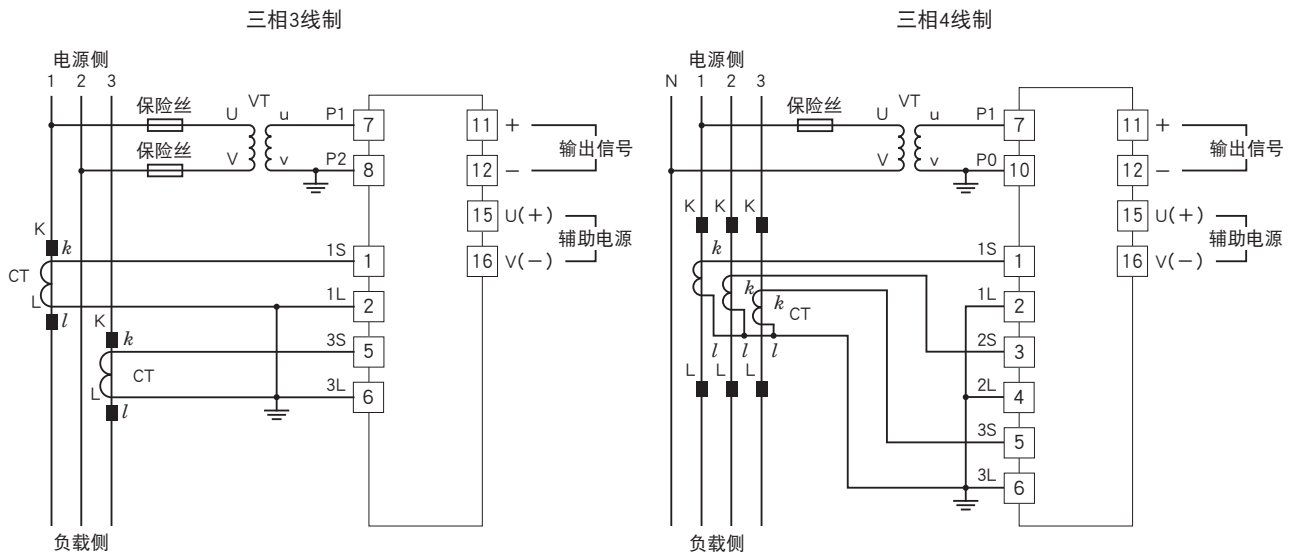 三相3线制
电源侧
1 2 3
保险丝 U VT u P1 7 11 +
输出信号
保险丝 V v P2 8 12 −
15 U(+)
辅助电源
16 V(−)
K
k
1S 1
CT
L 1L 2
l
K
k
3S 5
CT
L 3L 6
l
负载侧
三相4线制
电源侧
N 1 2 3
保险丝 U VT u P1 7 11 +
输出信号
V v P0 10 12 −
15 U(+)
辅助电源
16 V(−)
K K K
k 1S 1
k
k CT 1L 2
l l l 2S 3
L L L 2L 4
3S 5
3L 6
负载侧